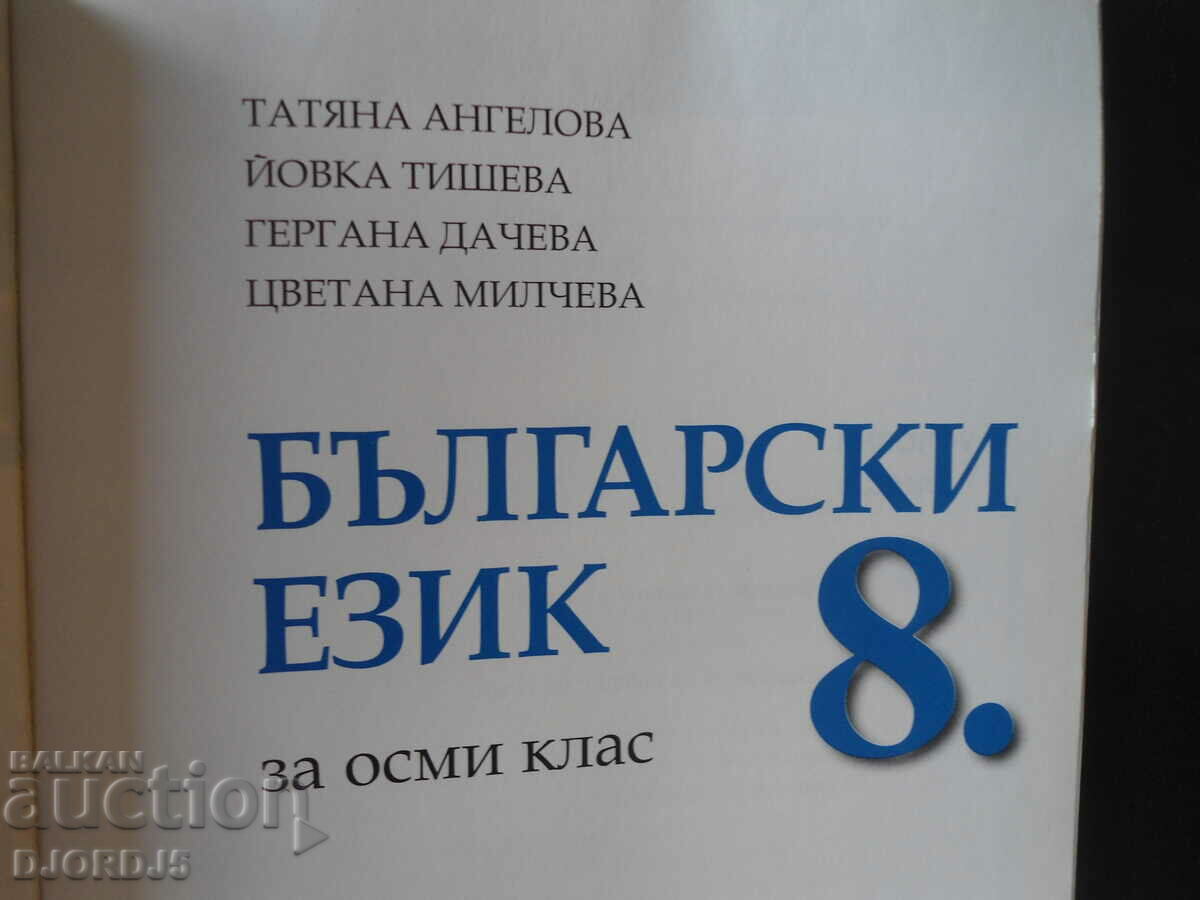 ТАТЯНА АНГЕЛОВА
ЙОВКА ТИШЕВА
ГЕРГАНА ДАЧЕВА
ЦВЕТАНА МИЛЧЕВА
БЪЛГАРСКИ
ЕЗИК 8.
за осми клас
BALKAN
auction
DJORDJ5